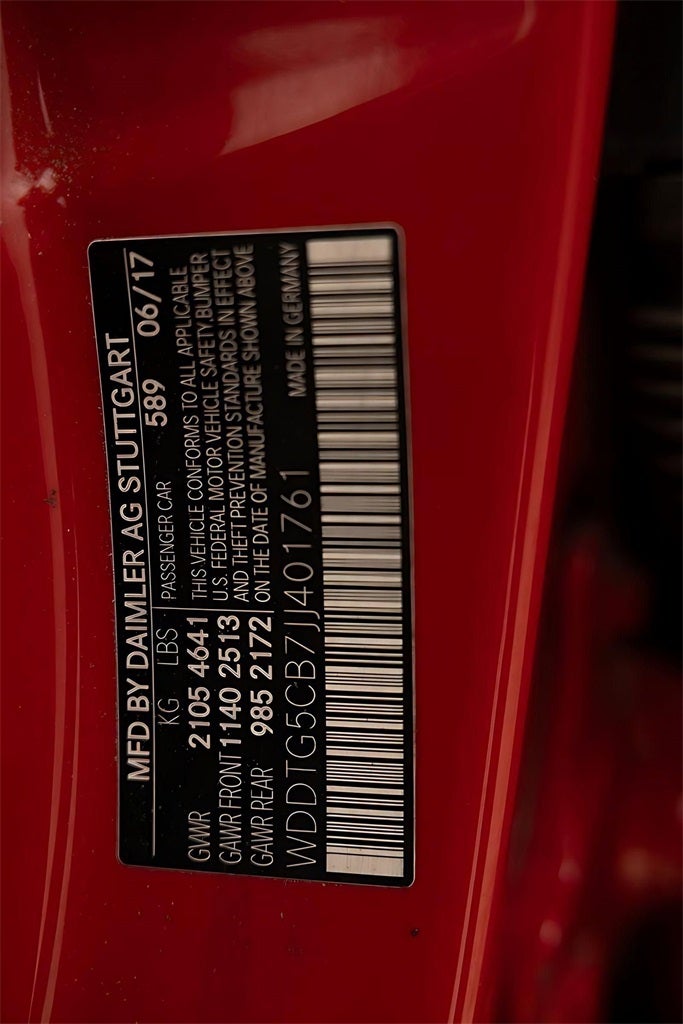 MFD BY DAIMLER AG STUTTGART
KG LBS PASSENGER CAR 589 06/17
GVWR 2105 4641
GAWR FRONT 1140 2513
GAWR REAR 985 2172
THIS VEHICLE CONFORMS TO ALL APPLICABLE
U.S. FEDERAL MOTOR VEHICLE SAFETY BUMPER
AND THEFT PREVENTION STANDARDS IN EFFECT
ON THE DATE OF MANUFACTURE SHOWN ABOVE
WDDTG5CB7JJ401761 MADE IN GERMANY